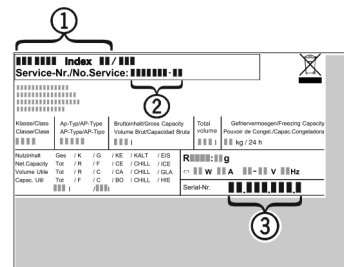 1
Index /
Service-Nr./No.Service: -
2
Klasse/Class Ap-Typ/AP-Type Bruttoinhalt/Gross Capacity Total Gefriervermoegen/Freezing Capacity
Classe/Clase AP-Type/AP-Tipo Volume Brut/Capacidad Bruta volume Pouvoir de Congel./Capac.Congeladora
l l kg / 24 h
Nutzinhalt Ges / K / G / KE / KALT / EIS
Net.Capacity Tot / R / F / CE / CHILL / ICE
Volume Utile Tot / R / C / CA / CHILL / GLA
Capac. Util Tot / F / C / BO / CHILL / HIE
l / l
R : g
W A - V Hz
Serial-Nr. . . .
3